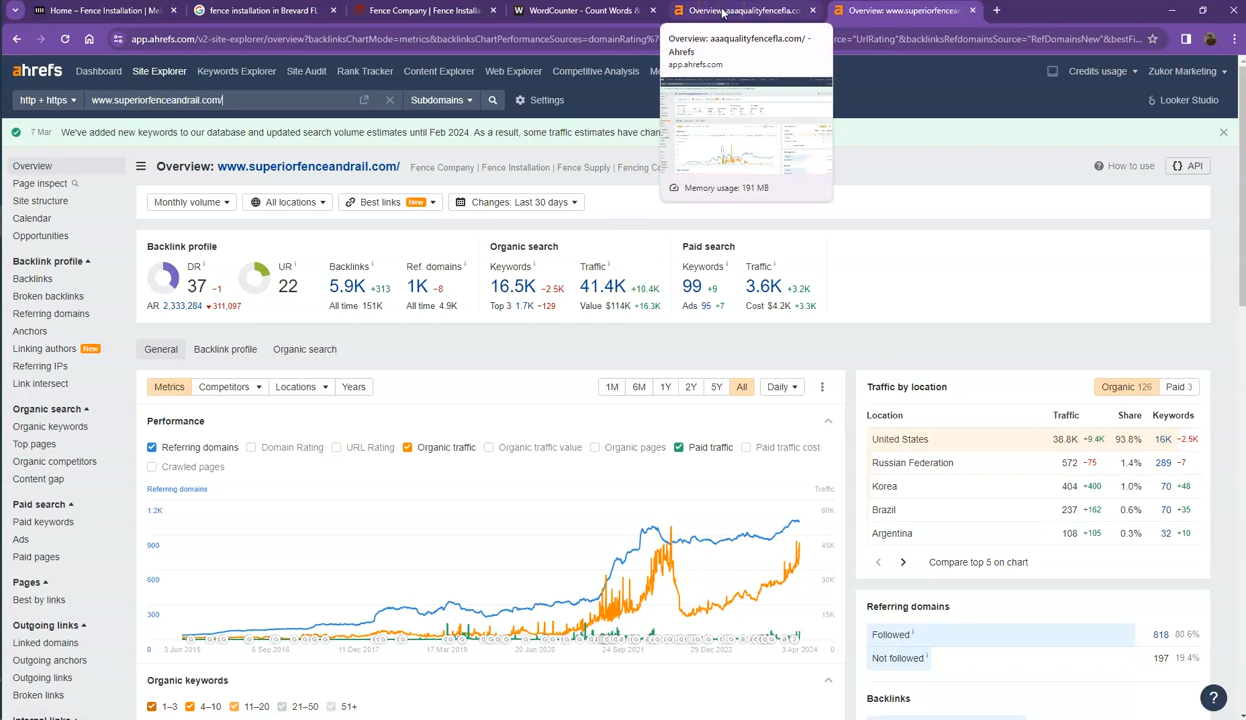 Home – Fence Installation | Me
fence installation in Brevard FL
Fence Company | Fence Install
WordCounter - Count Words &
Overview: aaaqualityfencefla.co
Overview: www.superiorfencea
app.ahrefs.com/v2-site-explorer/overview?backlinksChartMode=metrics&backlinksChartPerformanceSources=domainRating%7
="UrlRating"&backlinksRefdomainsSource="RefDomainsNew"&bestFi...
Overview: aaaqualityfencefla.com/ -
Ahrefs
app.ahrefs.com
Memory usage: 191 MB
ahrefs
Dashboard Site Explorer Keywords Explorer Site Audit Rank Tracker Content Explorer Web Explorer Competitive Analysis
Credits usage Zukor Marketing
http + https www.superiorfenceandrail.com/ Subdomains Settings Looker Studio
7 Mar We've added new keywords to our database and updated search volume estimates until Feb 2024. As a result, some traffic estimates have chan
Overview
Page inspect
Site structure
Calendar
Opportunities
Backlink profile
Backlinks
Broken backlinks
Referring domains
Anchors
Linking authors New
Referring IPs
Link intersect
Organic search
Organic keywords
Top pages
Organic competitors
Content gap
Paid search
Paid keywords
Ads
Paid pages
Pages
Best by links
Outgoing links
Linked domains
Outgoing anchors
Outgoing links
Broken links
Internal links
Overview: www.superiorfenceandrail.com/ Fence Company | Fence Installation | Fence Supply | Fencing Co
How to use API
Monthly volume All locations Best links New Changes: Last 30 days
Backlink profile
DR i UR i Backlinks i Ref. domains i
37 −1 22 5.9K +313 1K −8
AR 2,333,284 311,097 All time 151K All time 4.9K
Organic search
Keywords i Traffic i
16.5K −2.5K 41.4K +10.4K
Top 3 1.7K −129 Value $114K +16.3K
Paid search
Keywords i Traffic i
99 +9 3.6K +3.2K
Ads 95 +7 Cost $4.2K +3.3K
General Backlink profile Organic search
Metrics Competitors Locations Years
1M 6M 1Y 2Y 5Y All Daily
Performance
Referring domains Domain Rating URL Rating Organic traffic Organic traffic value Organic pages Paid traffic Paid traffic cost
Crawled pages
Referring domains Traffic
1.2K 60K
900 45K
600 30K
300 15K
0 3 Jun 2015 6 Sep 2016 11 Dec 2017 17 Mar 2019 20 Jun 2020 24 Sep 2021 29 Dec 2022 3 Apr 2024 0
Organic keywords
1–3 4–10 11–20 21–50 51+
Traffic by location Organic 126 Paid 3
Location Traffic Share Keywords
United States 38.8K +9.4K 93.8% 16K −2.5K
Russian Federation 572 −75 1.4% 289 −7
Korea 404 +400 1.0% 70 +48
Brazil 237 +162 0.6% 70 +35
Argentina 108 +105 0.3% 32 +10
Compare top 5 on chart
Referring domains
Followed i 818 80.6%
Not followed i 197 19.4%
Backlinks
?